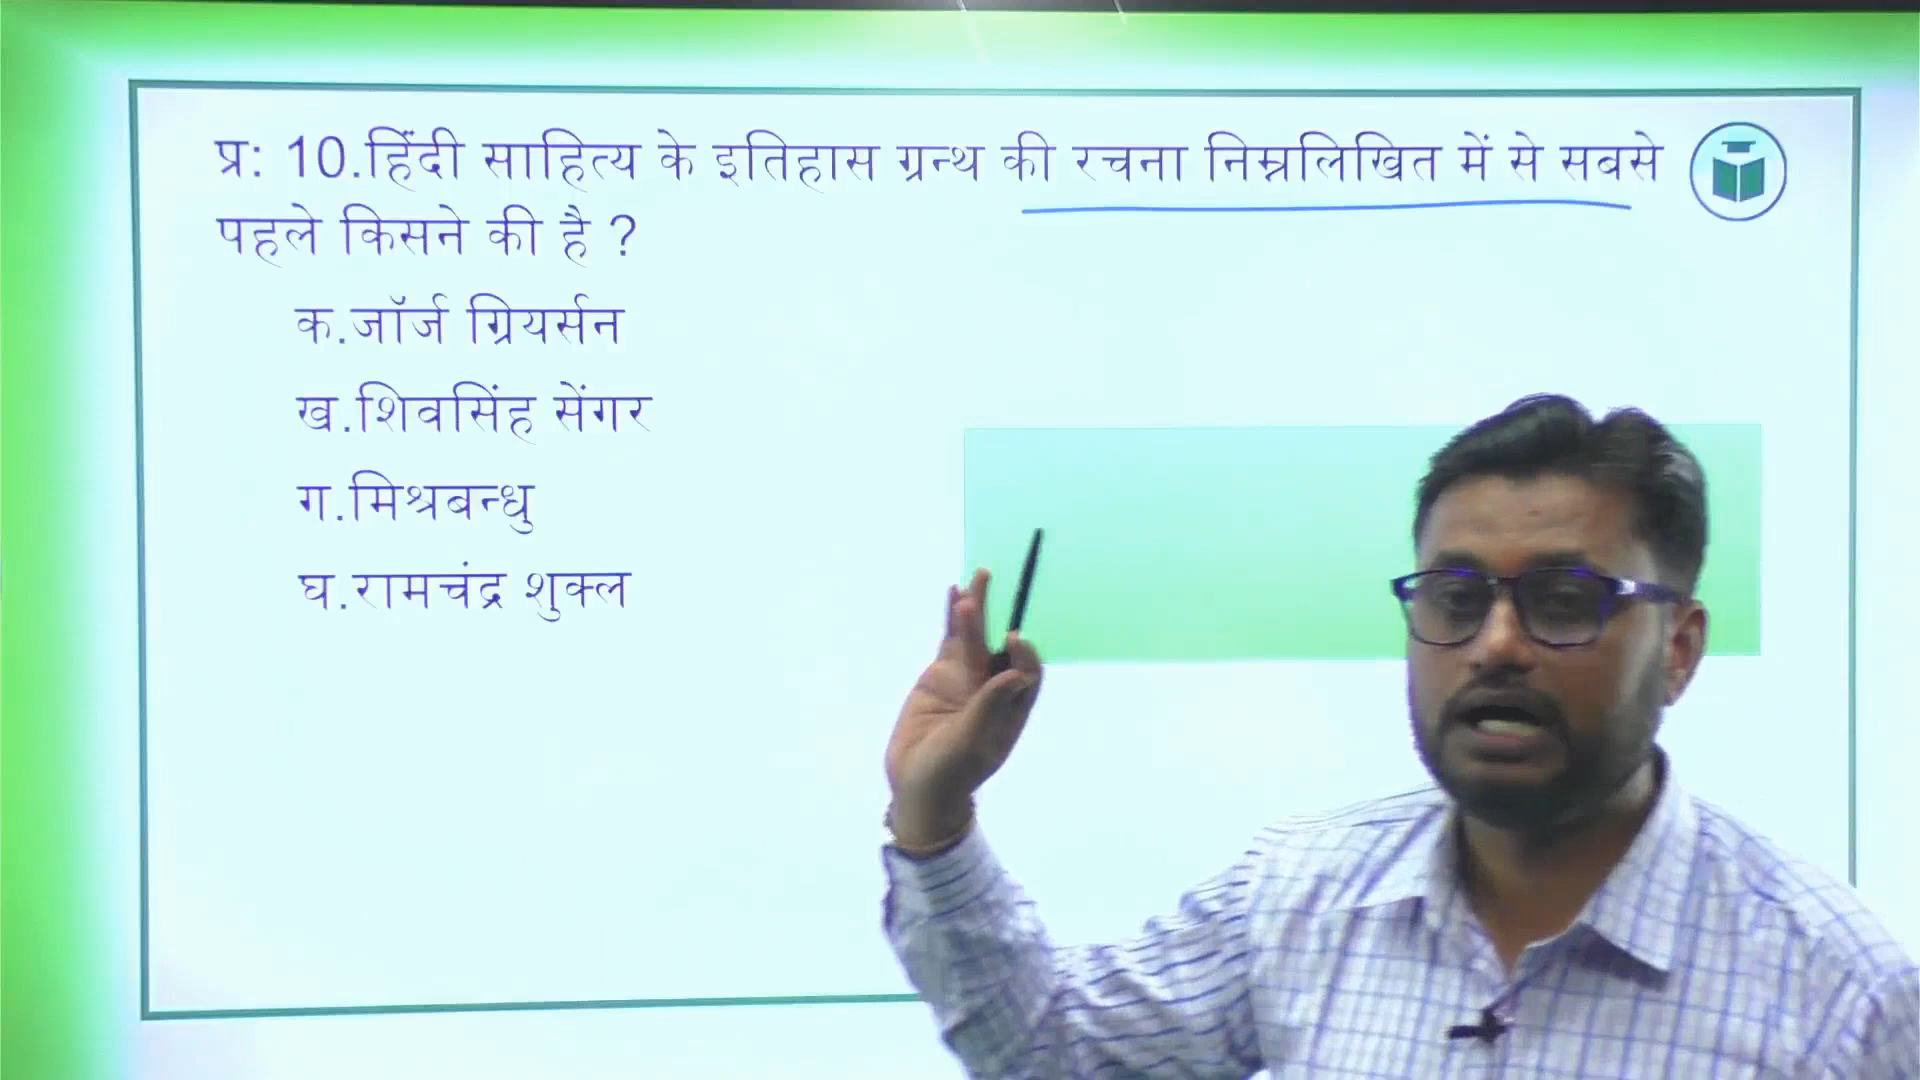 प्र: 10.हिंदी साहित्य के इतिहास ग्रन्थ की रचना निम्नलिखित में से सबसे
पहले किसने की है ?
क.जॉर्ज ग्रियर्सन
ख.शिवसिंह सेंगर
ग.मिश्रबन्धु
घ.रामचंद्र शुक्ल